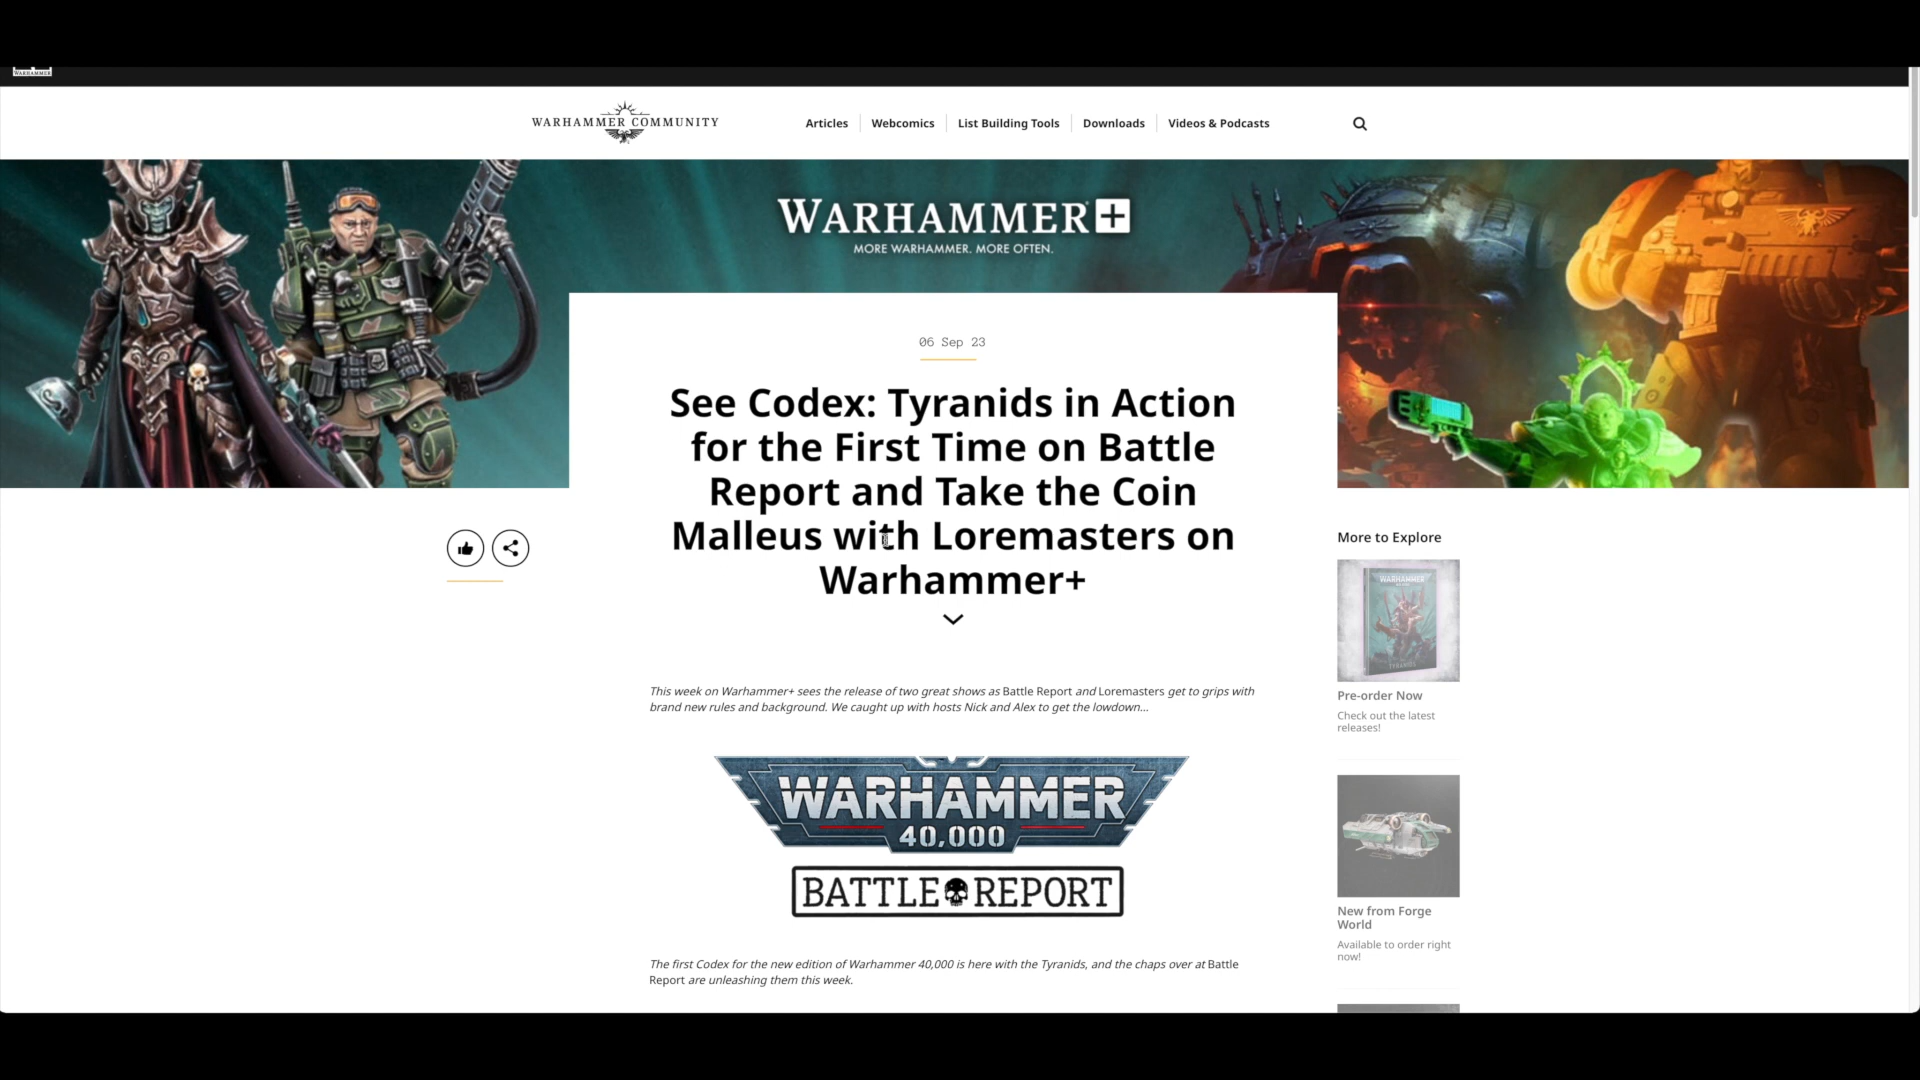 WARHAMMER
WARHAMMER COMMUNITY
Articles
Webcomics
List Building Tools
Downloads
Videos & Podcasts
WARHAMMER+
MORE WARHAMMER. MORE OFTEN.
06 Sep 23
See Codex: Tyranids in Action
for the First Time on Battle
Report and Take the Coin
Malleus with Loremasters on
Warhammer+
This week on Warhammer+ sees the release of two great shows as Battle Report and Loremasters get to grips with
brand new rules and background. We caught up with hosts Nick and Alex to get the lowdown...
WARHAMMER
40,000
BATTLE REPORT
The first Codex for the new edition of Warhammer 40,000 is here with the Tyranids, and the chaps over at Battle
Report are unleashing them this week.
More to Explore
WARHAMMER
TYRANIDS
Pre-order Now
Check out the latest
releases!
New from Forge
World
Available to order right
now!